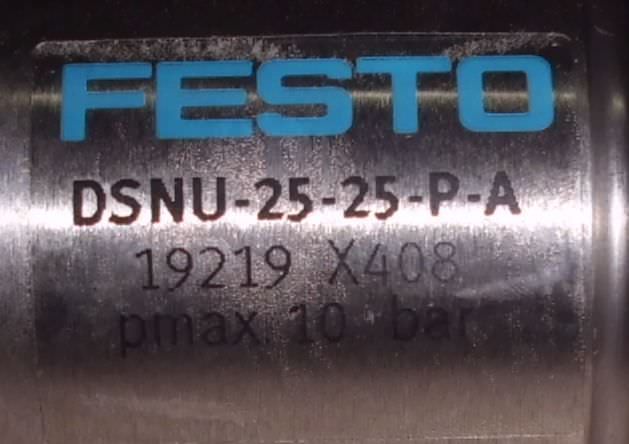 FESTO
DSNU-25-25-P-A
19219 X408
pmax. 10 bar